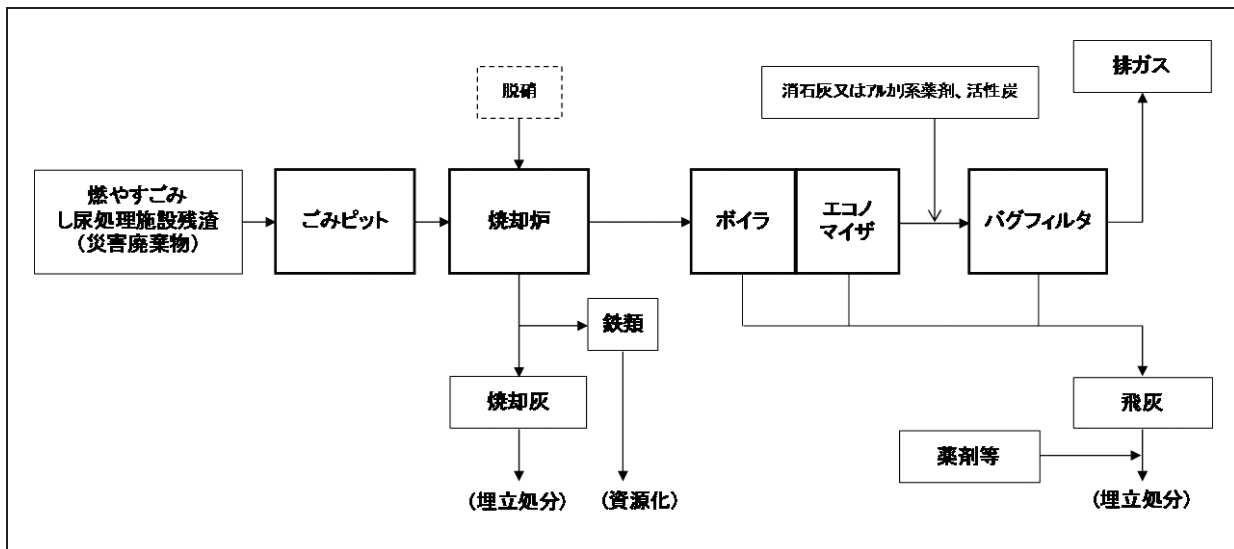 排ガス
脱硝
消石灰又はアルカリ系薬剤、活性炭
燃やすごみ
し尿処理施設残渣
（災害廃棄物）
ごみピット
焼却炉
ボイラ
エコノ
マイザ
バグフィルタ
鉄類
焼却灰
飛灰
薬剤等
（埋立処分）
（資源化）
（埋立処分）